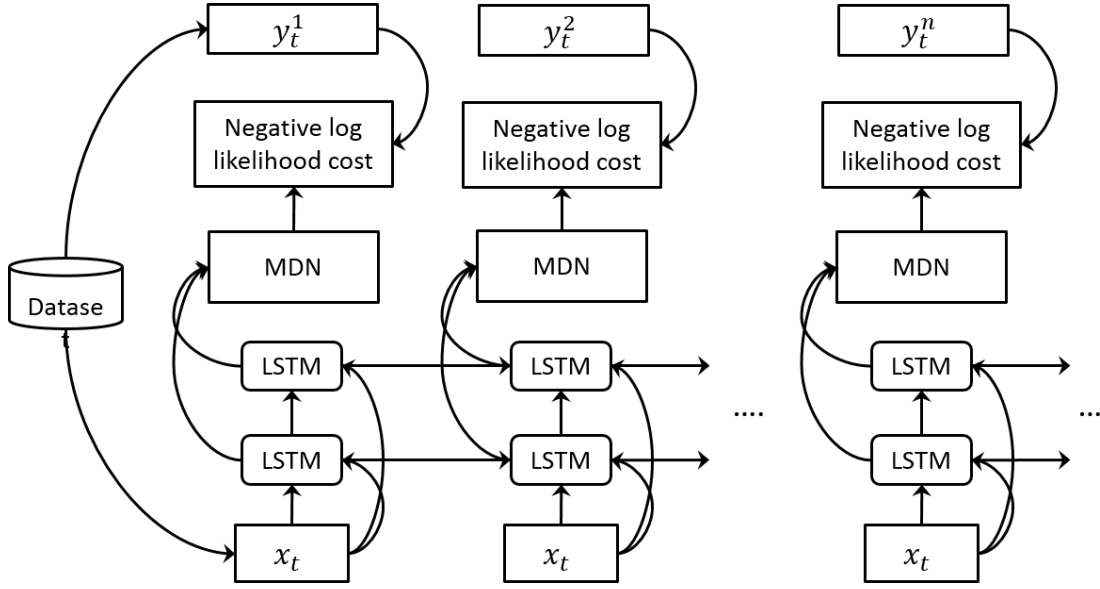 y_t^1
y_t^2
y_t^n
Negative log
likelihood cost
Negative log
likelihood cost
Negative log
likelihood cost
MDN
MDN
MDN
Datase
t
LSTM
LSTM
LSTM
....
...
LSTM
LSTM
LSTM
x_t
x_t
x_t